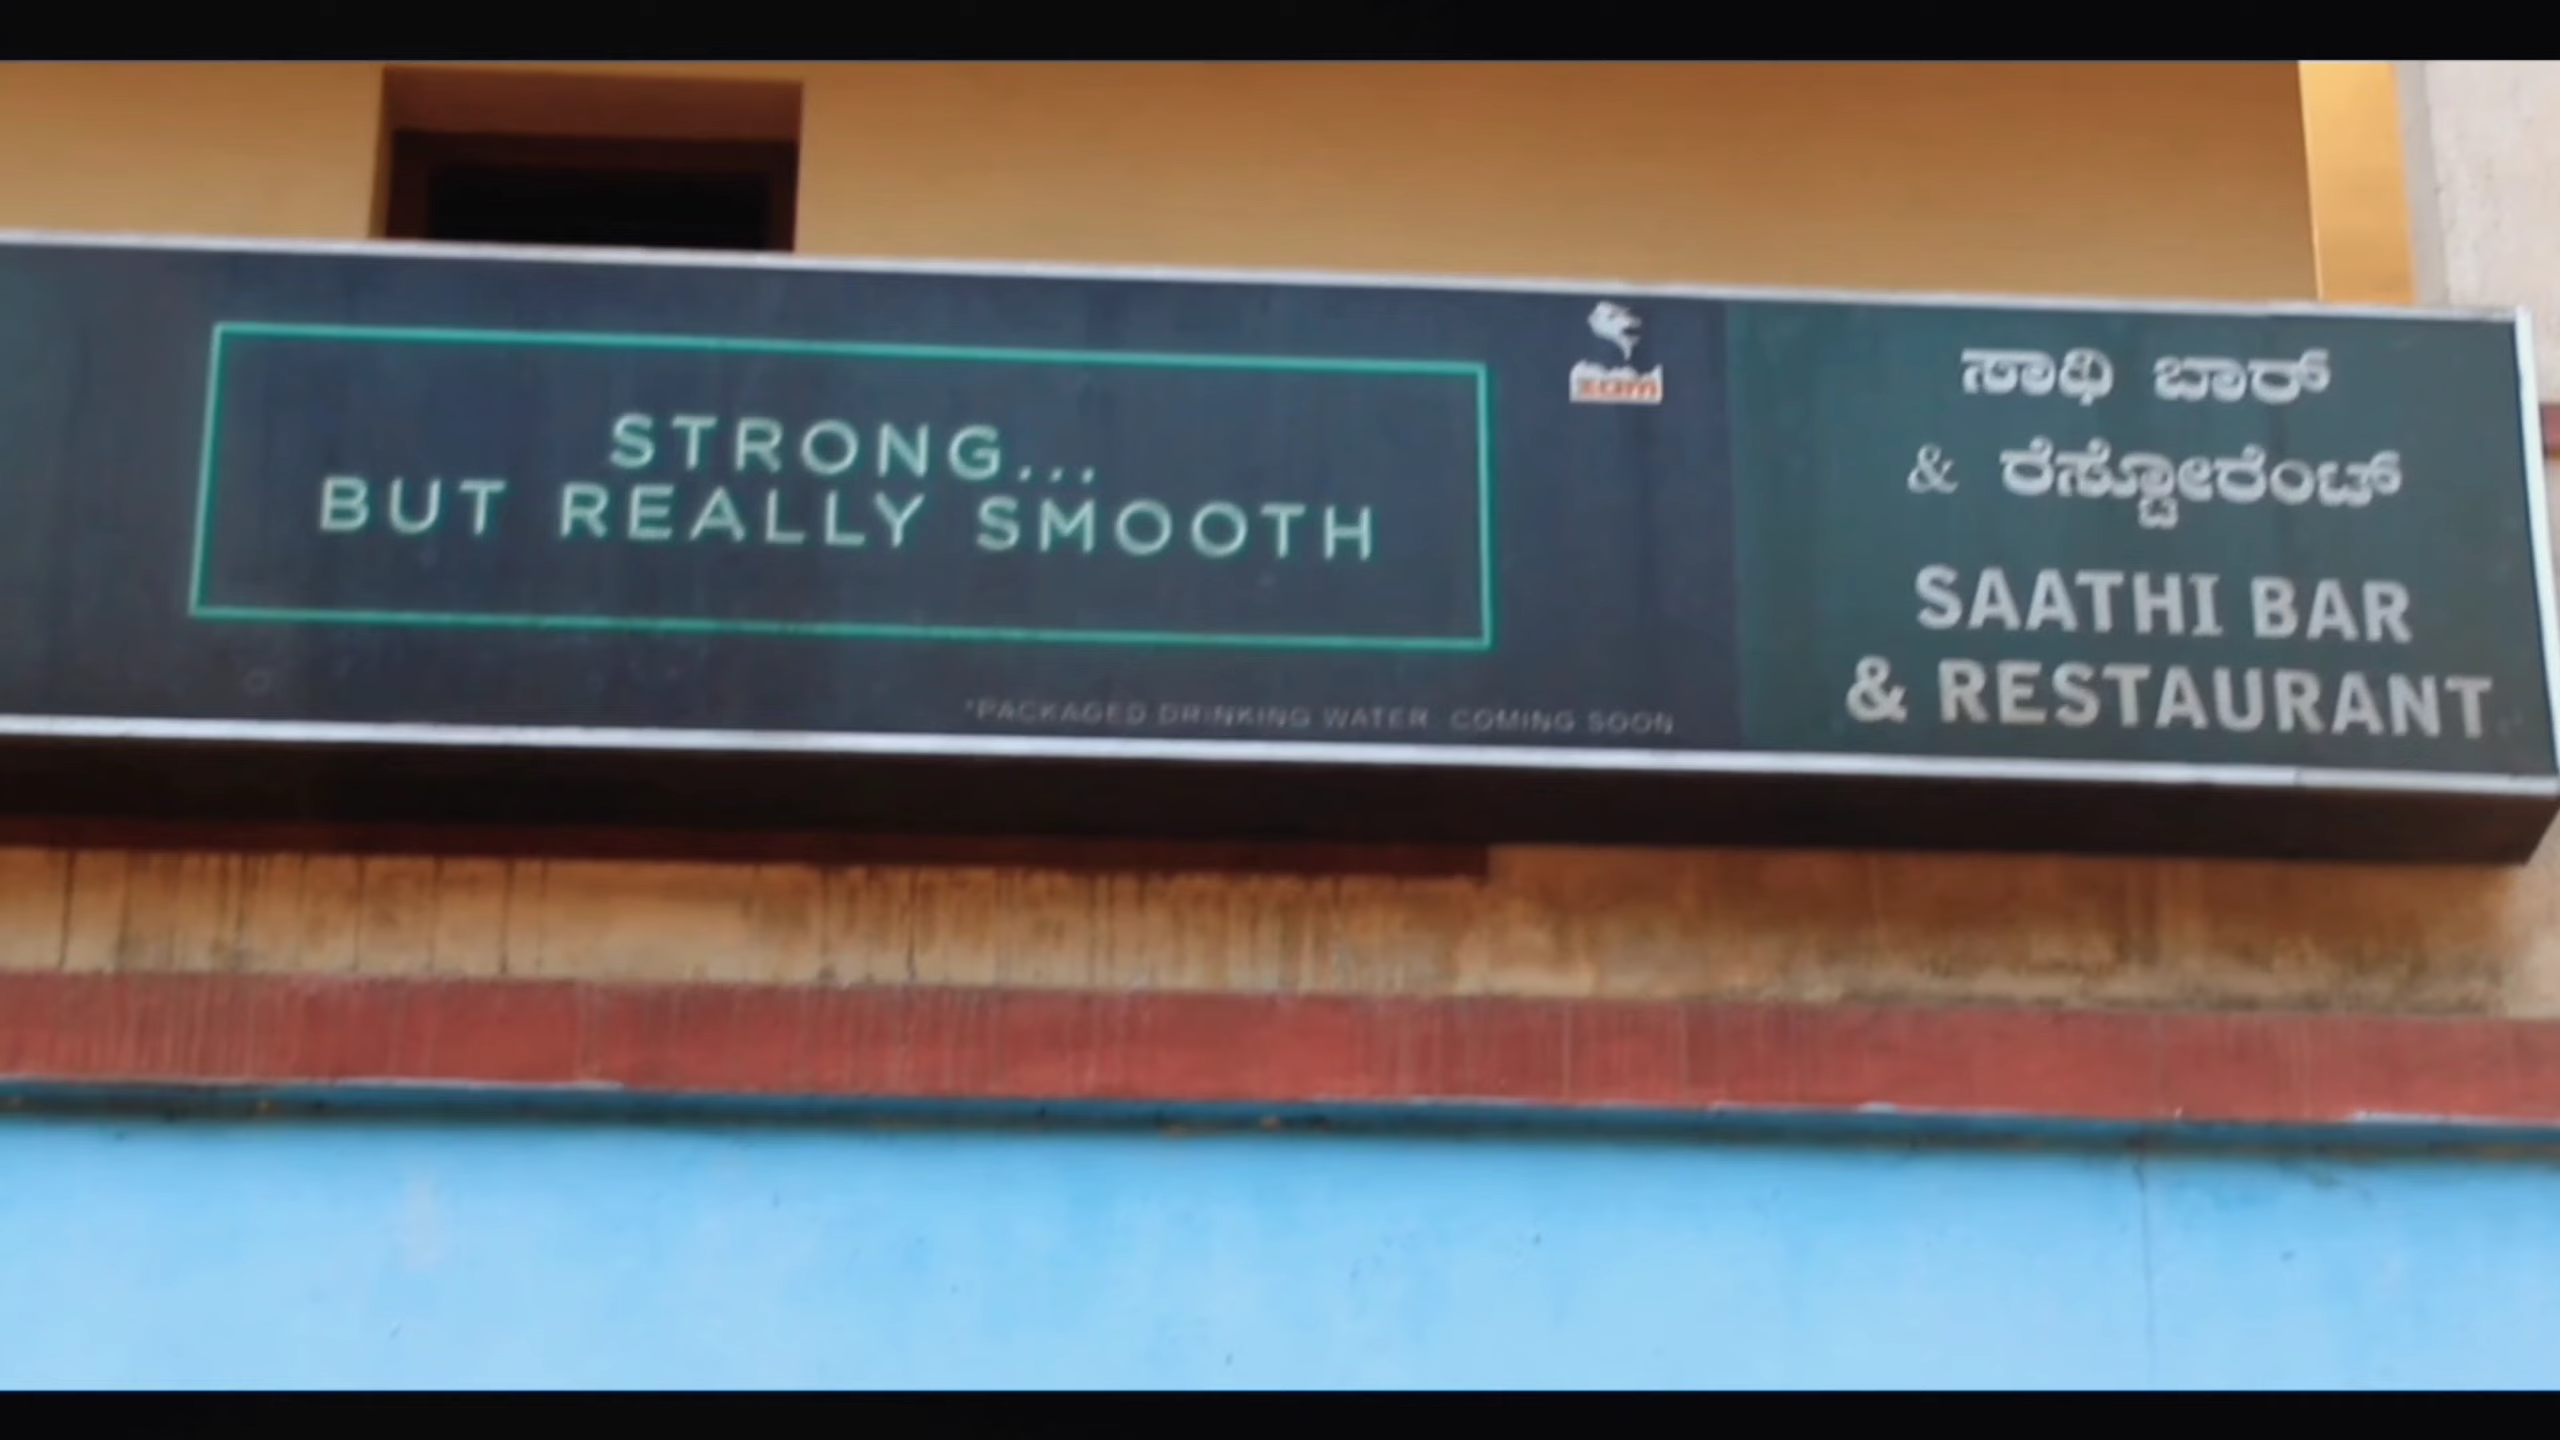 STRONG...
BUT REALLY SMOOTH
*PACKAGED DRINKING WATER COMING SOON
ಸಾಥಿ ಬಾರ್
& ರೆಸ್ಟೋರೆಂಟ್
SAATHI BAR
& RESTAURANT